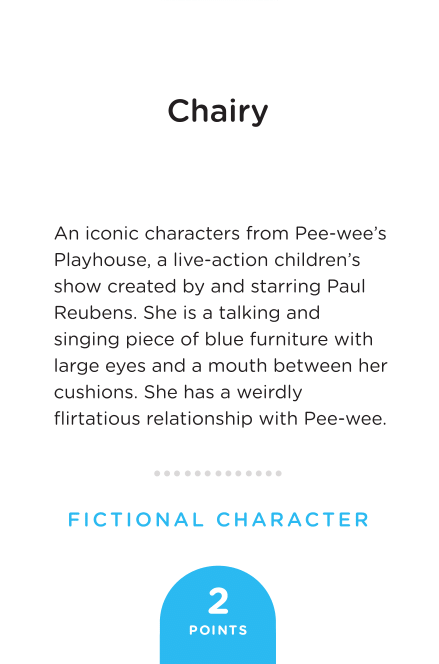 Chairy
An iconic characters from Pee-wee’s
Playhouse, a live-action children’s
show created by and starring Paul
Reubens. She is a talking and
singing piece of blue furniture with
large eyes and a mouth between her
cushions. She has a weirdly
flirtatious relationship with Pee-wee.
FICTIONAL CHARACTER
2
POINTS